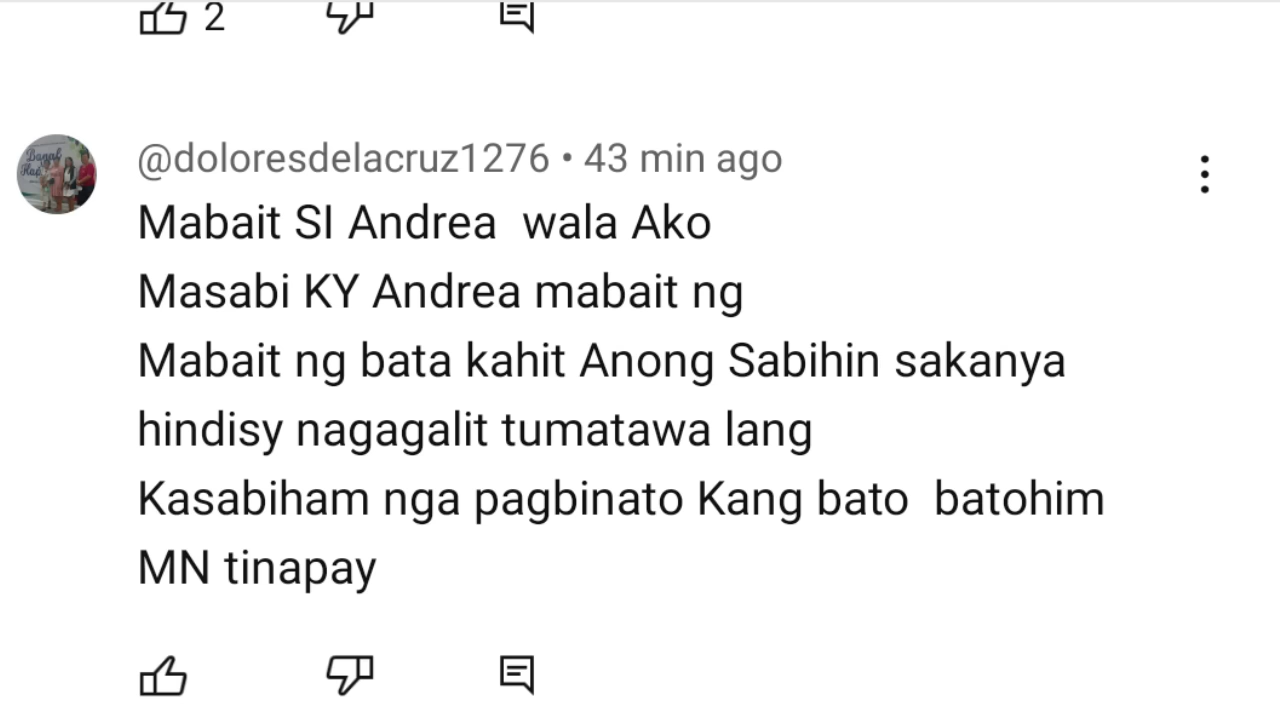 2
@doloresdelacruz1276 • 43 min ago
Mabait SI Andrea  wala Ako
Masabi KY Andrea mabait ng
Mabait ng bata kahit Anong Sabihin sakanya
hindisy nagagalit tumatawa lang
Kasabiham nga pagbinato Kang bato  batohim
MN tinapay